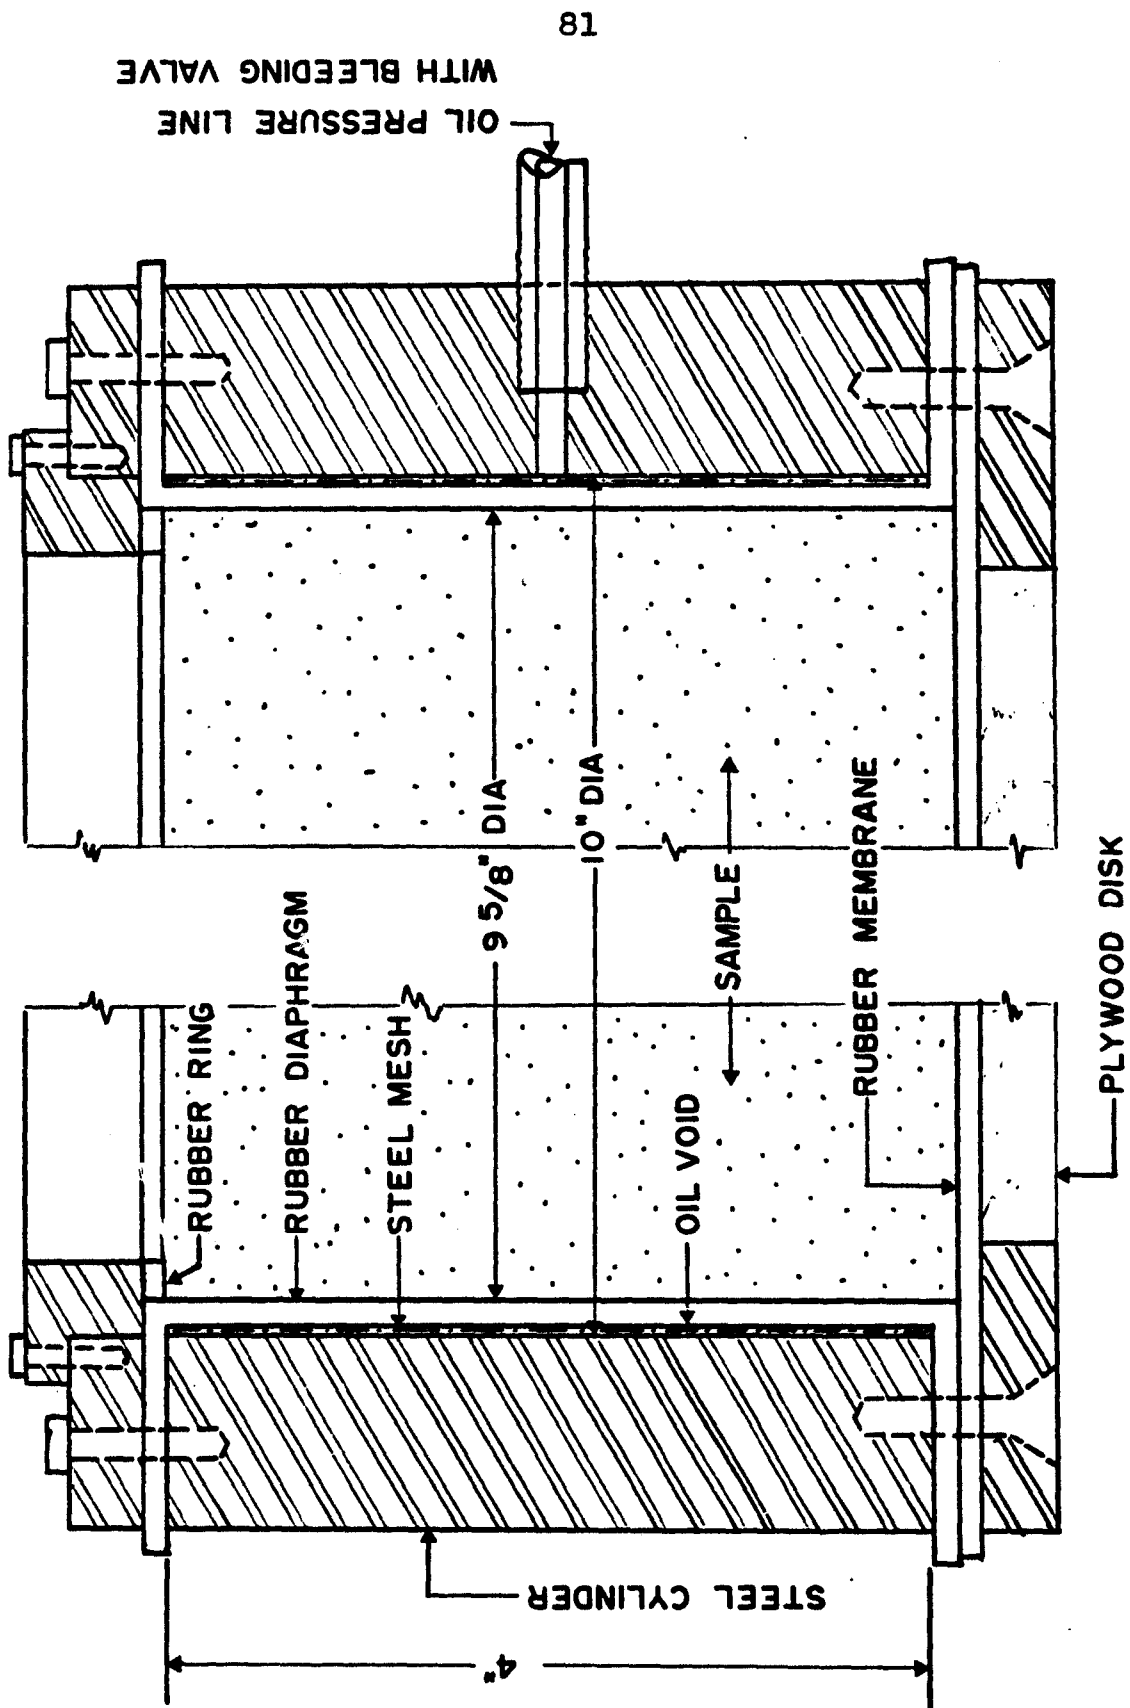 81
WITH BLEEDING VALVE
OIL PRESSURE LINE
9 5/8" DIA
10" DIA
SAMPLE
RUBBER MEMBRANE
PLYWOOD DISK
RUBBER RING
RUBBER DIAPHRAGM
STEEL MESH
OIL VOID
STEEL CYLINDER
4"